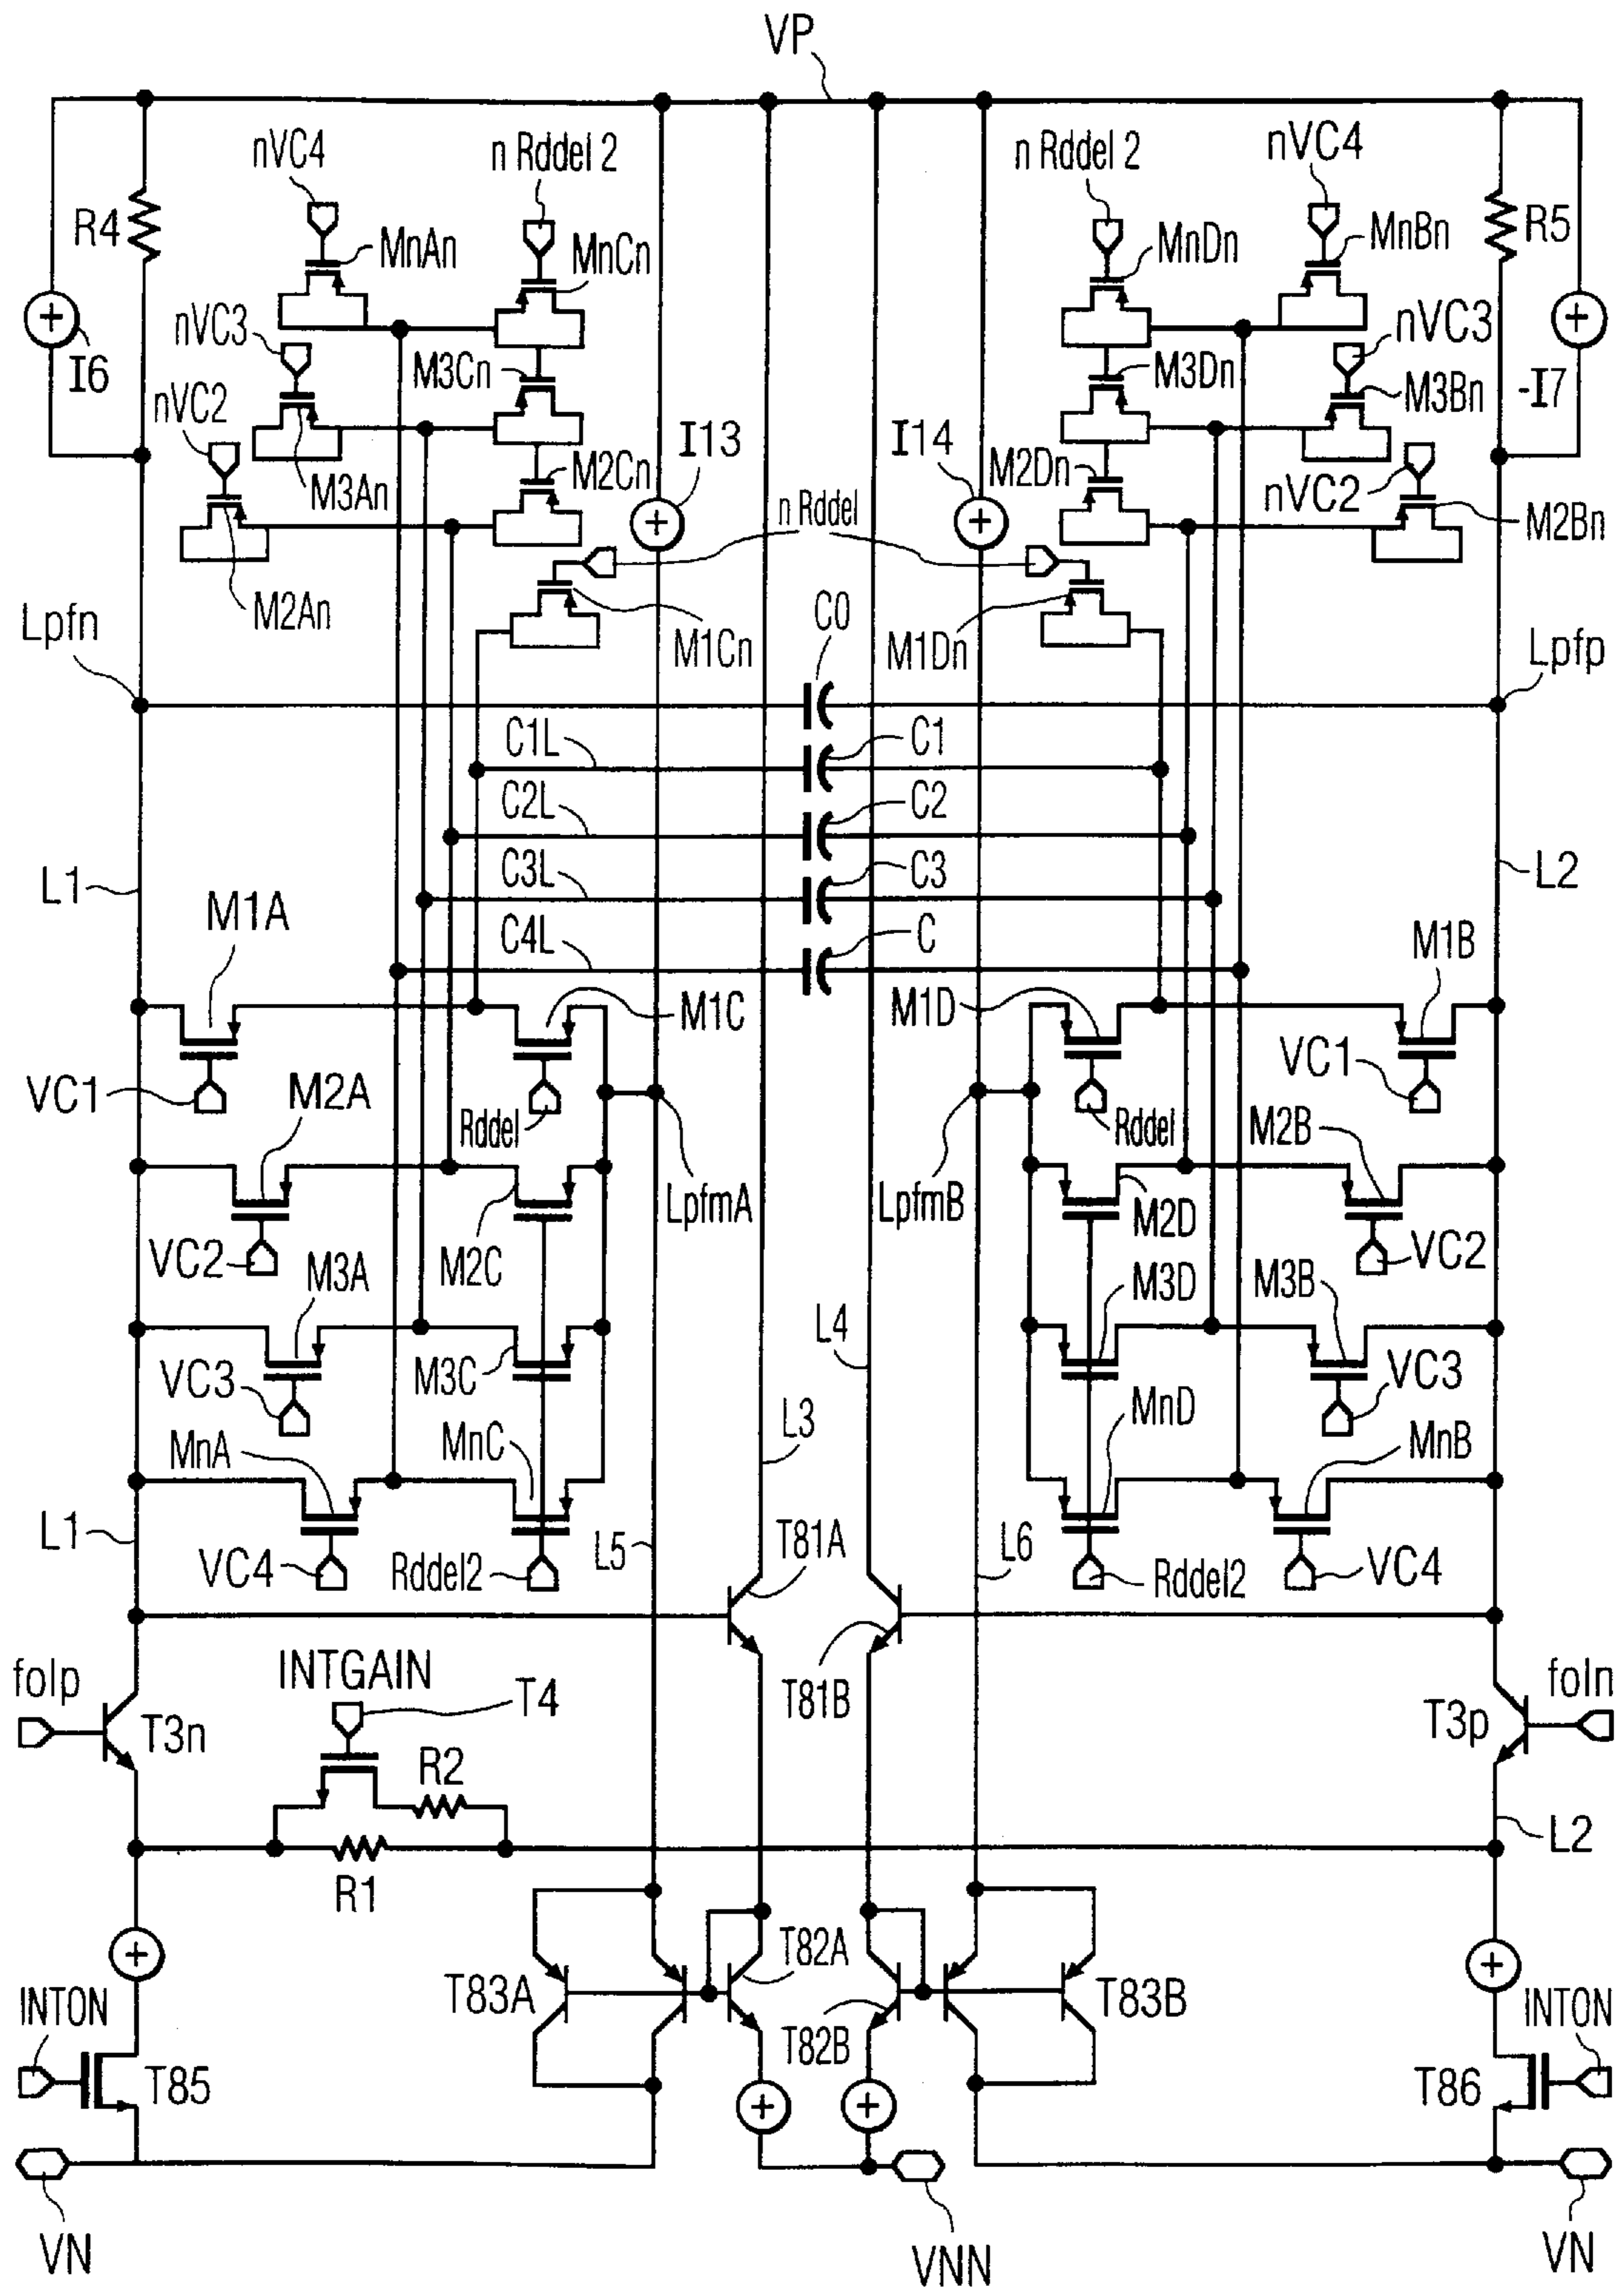 VP
nVC4
n Rddel 2
n Rddel 2
nVC4
R4
MnAn
MnCn
MnDn
MnBn
R5
nVC3
I6
M3Cn
M3Dn
nVC3
M3Bn
-I7
nVC2
I13
I14
M3An
M2Cn
M2Dn
nVC2
M2Bn
n Rddel
M2An
Lpfn
M1Cn
C0
M1Dn
Lpfp
C1L
C1
C2L
C2
L1
C3L
C3
L2
M1A
C4L
C
M1B
M1C
M1D
VC1
M2A
Rddel
Rddel
VC1
M2B
LpfmA
LpfmB
VC2
M2C
M2D
VC2
M3A
M3D
M3B
L4
VC3
M3C
VC3
MnA
MnC
L3
MnD
MnB
L1
VC4
Rddel2
L5
T81A
L6
Rddel2
VC4
folp
INTGAIN
T4
T81B
foln
T3n
T3p
R2
R1
L2
T83A
T82A
T82B
T83B
INTON
INTON
T85
T86
VN
VNN
VN